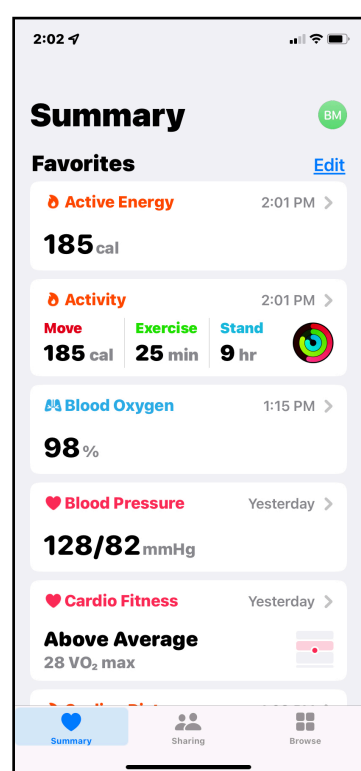 2:02
Summary
BM
Favorites Edit
Active Energy 2:01 PM
185 cal
Activity 2:01 PM
Move Exercise Stand
185 cal 25 min 9 hr
Blood Oxygen 1:15 PM
98 %
Blood Pressure Yesterday
128/82 mmHg
Cardio Fitness Yesterday
Above Average
28 VO₂ max
Summary Sharing Browse